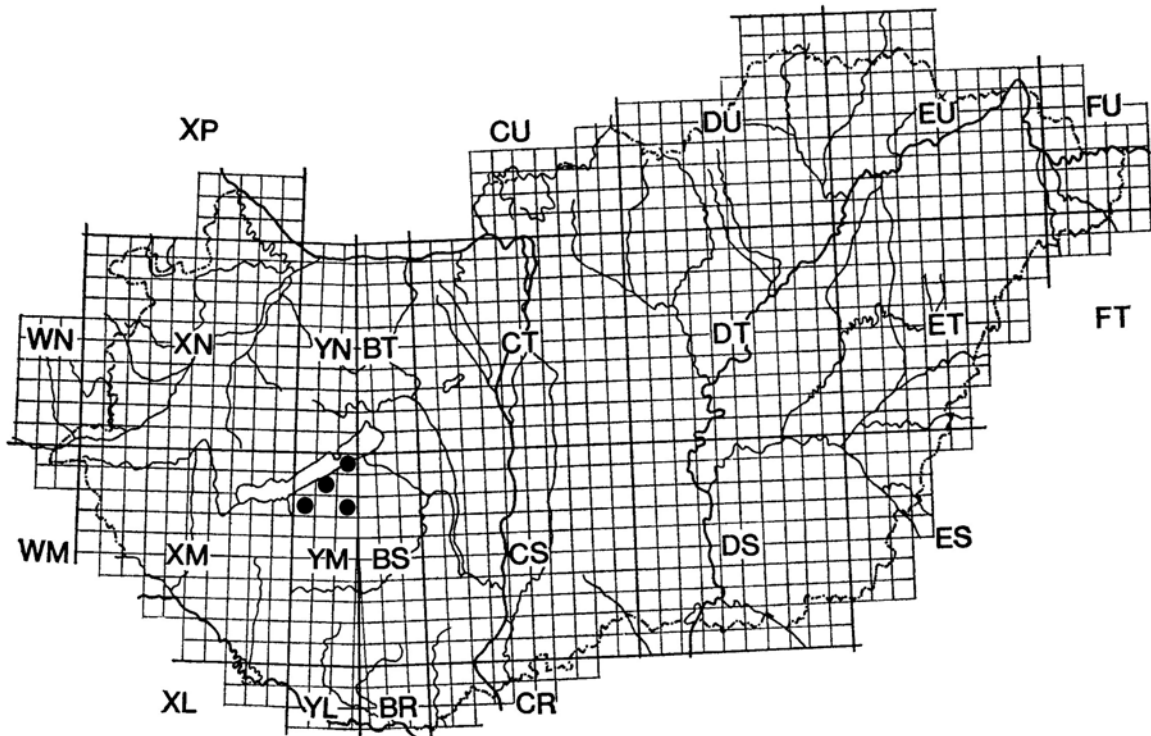 XP CU DU EU FU
WN XN YN BT CT DT ET FT
WM XM YM BS CS DS ES
XL YL BR CR